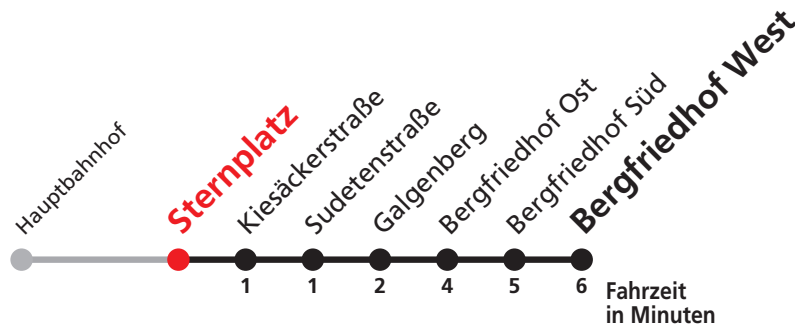 Hauptbahnhof
Sternplatz
Kiesäckerstraße
Sudetenstraße
Galgenberg
Bergfriedhof Ost
Bergfriedhof Süd
Bergfriedhof West
1 1 2 4 5 6
Fahrzeit
in Minuten